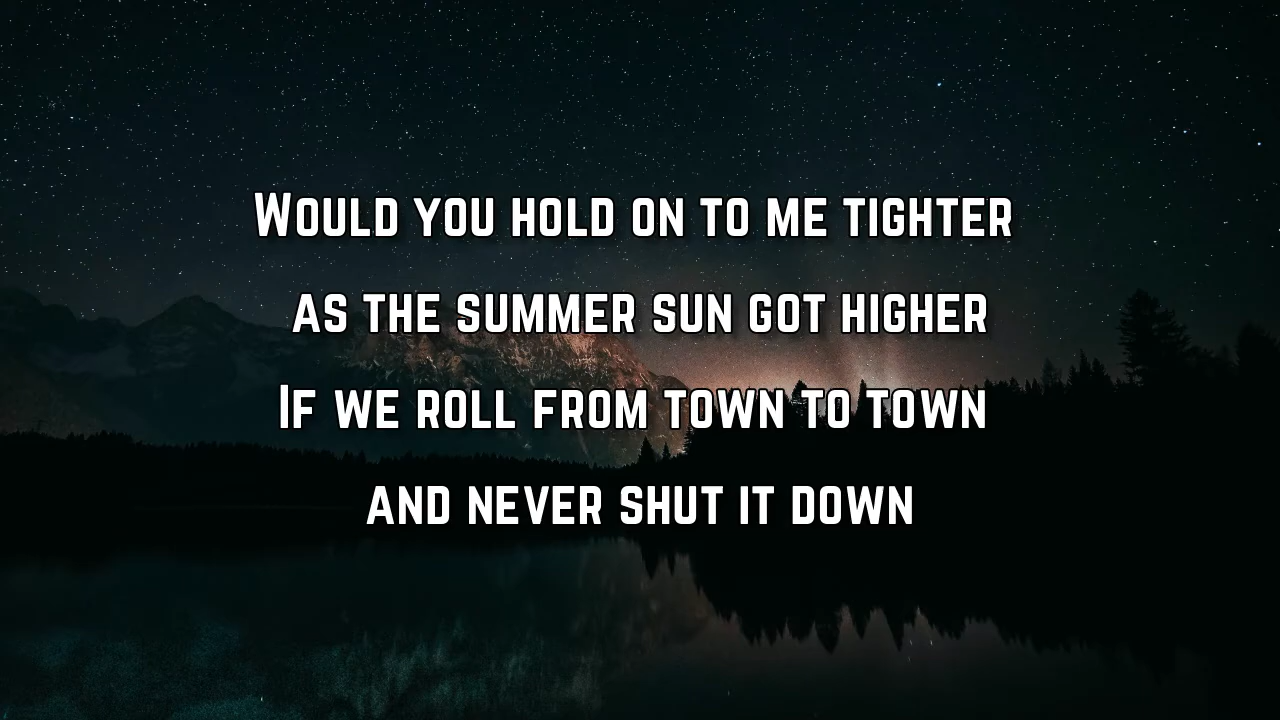 Would you hold on to me tighter
as the summer sun got higher
If we roll from town to town
and never shut it down